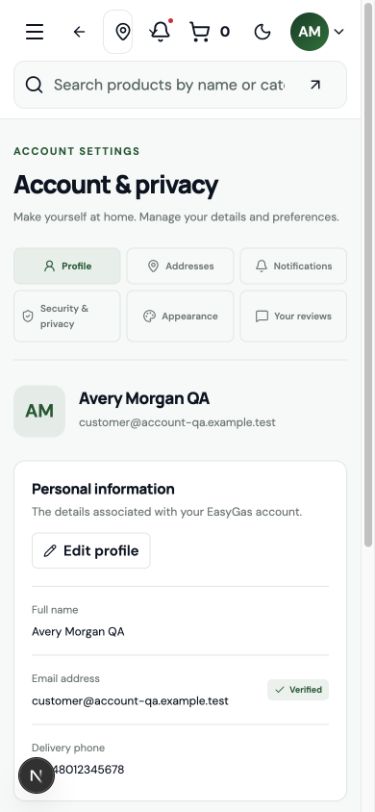 0
AM
Search products by name or cat
ACCOUNT SETTINGS
Account & privacy
Make yourself at home. Manage your details and preferences.
Profile
Addresses
Notifications
Security &
privacy
Appearance
Your reviews
AM
Avery Morgan QA
customer@account-qa.example.test
Personal information
The details associated with your EasyGas account.
Edit profile
Full name
Avery Morgan QA
Email address
customer@account-qa.example.test
Verified
Delivery phone
48012345678
N